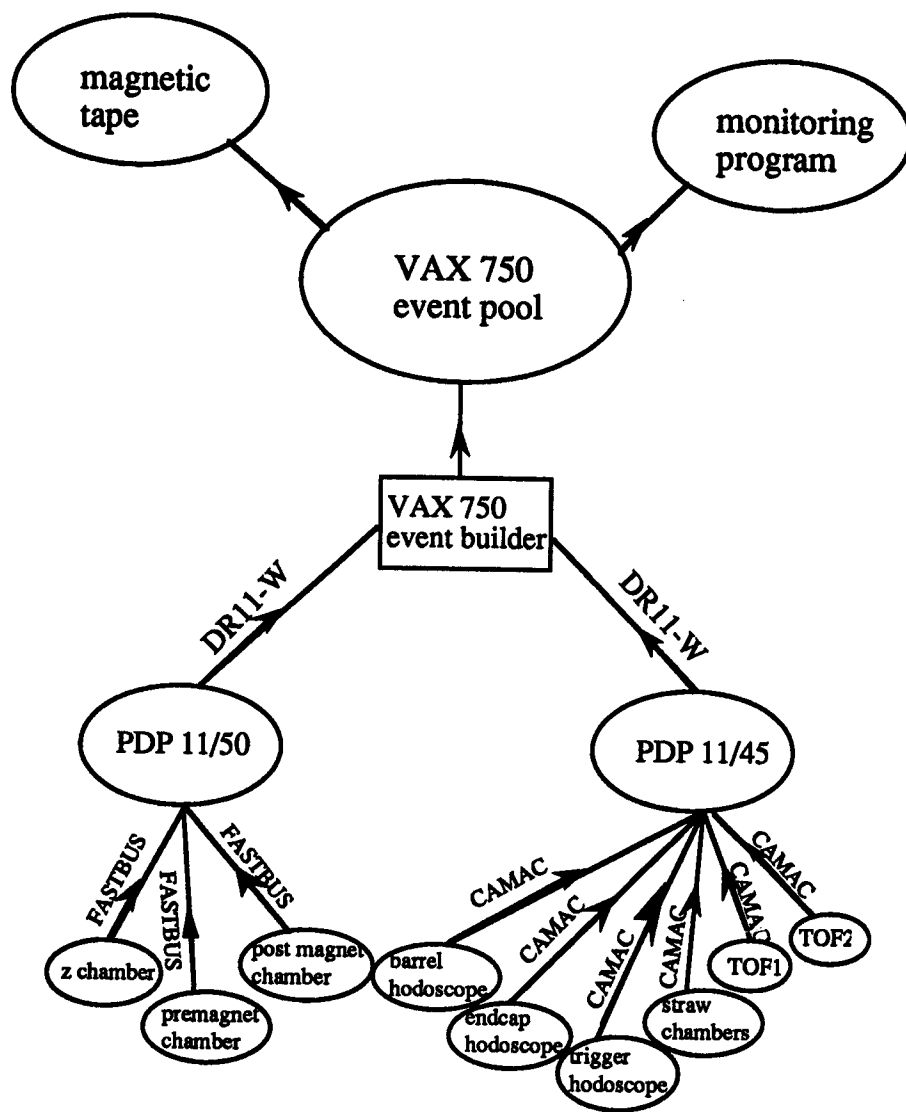 magnetic
tape
monitoring
program
VAX 750
event pool
VAX 750
event builder
DR11-W
DR11-W
PDP 11/50
PDP 11/45
FASTBUS
FASTBUS
FASTBUS
CAMAC
CAMAC
CAMAC
CAMAC
CAMAC
CAMAC
z chamber
premagnet
chamber
post magnet
chamber
barrel
hodoscope
endcap
hodoscope
trigger
hodoscope
straw
chambers
TOF1
TOF2